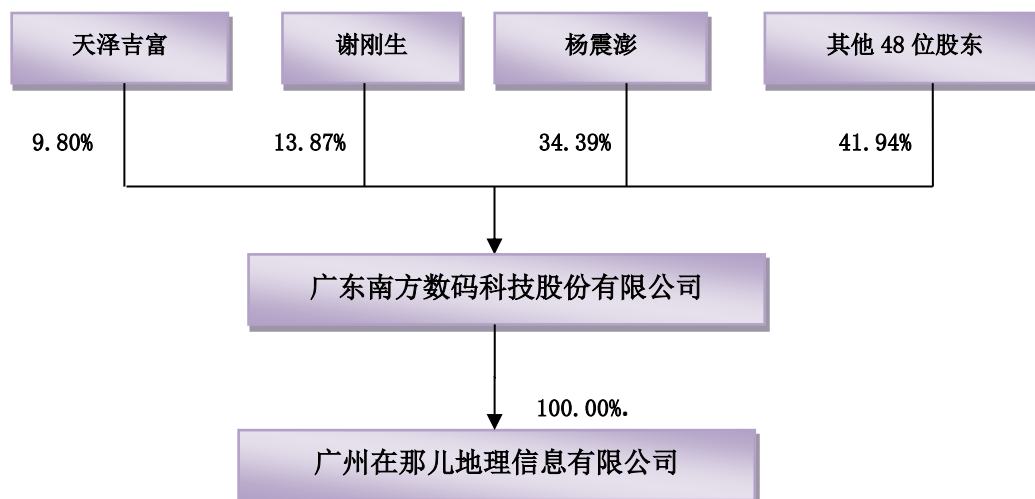 天泽吉富
谢刚生
杨震澎
其他 48 位股东
9.80%
13.87%
34.39%
41.94%
广东南方数码科技股份有限公司
100.00%.
广州在那儿地理信息有限公司